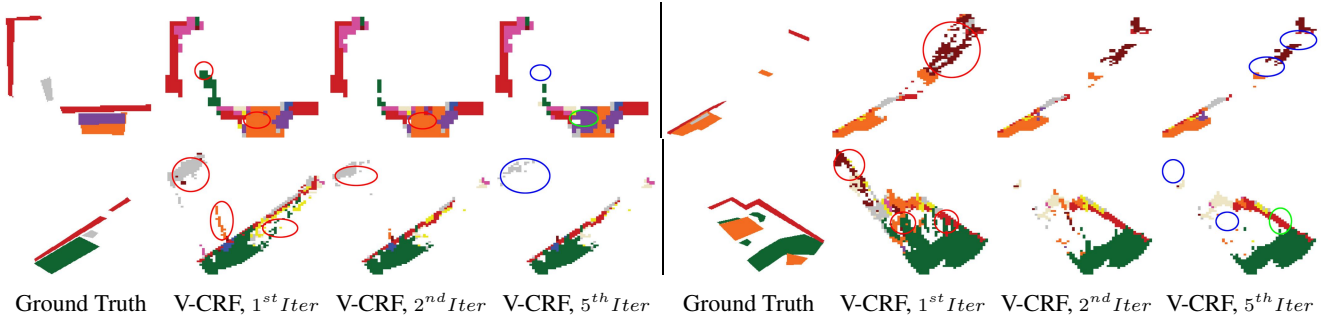 Ground Truth V-CRF, 1st Iter V-CRF, 2nd Iter V-CRF, 5th Iter Ground Truth V-CRF, 1st Iter V-CRF, 2nd Iter V-CRF, 5th Iter